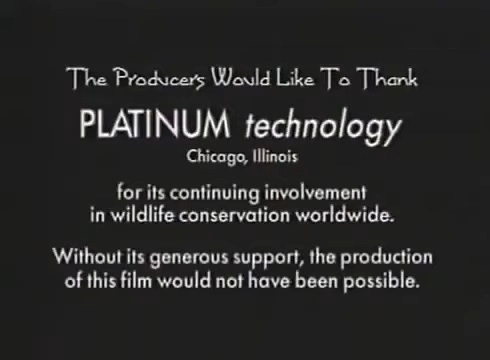 The Producers Would Like To Thank
PLATINUM technology
Chicago, Illinois
for its continuing involvement
in wildlife conservation worldwide.
Without its generous support, the production
of this film would not have been possible.